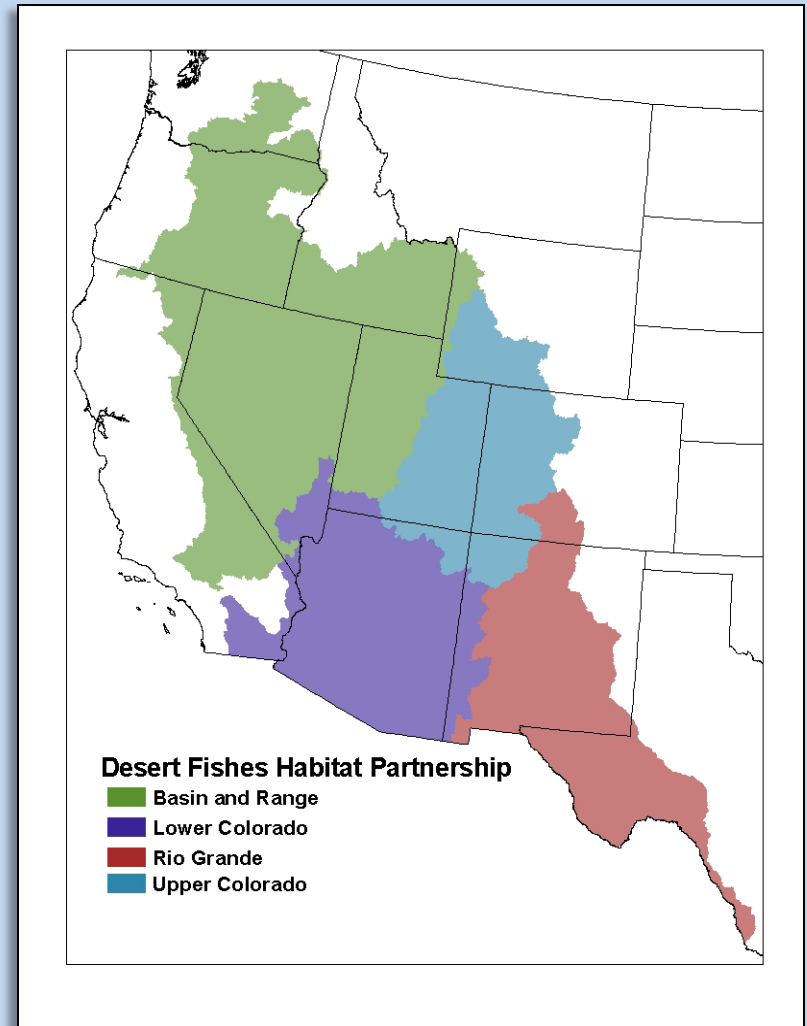 Desert Fishes Habitat Partnership
Basin and Range
Lower Colorado
Rio Grande
Upper Colorado